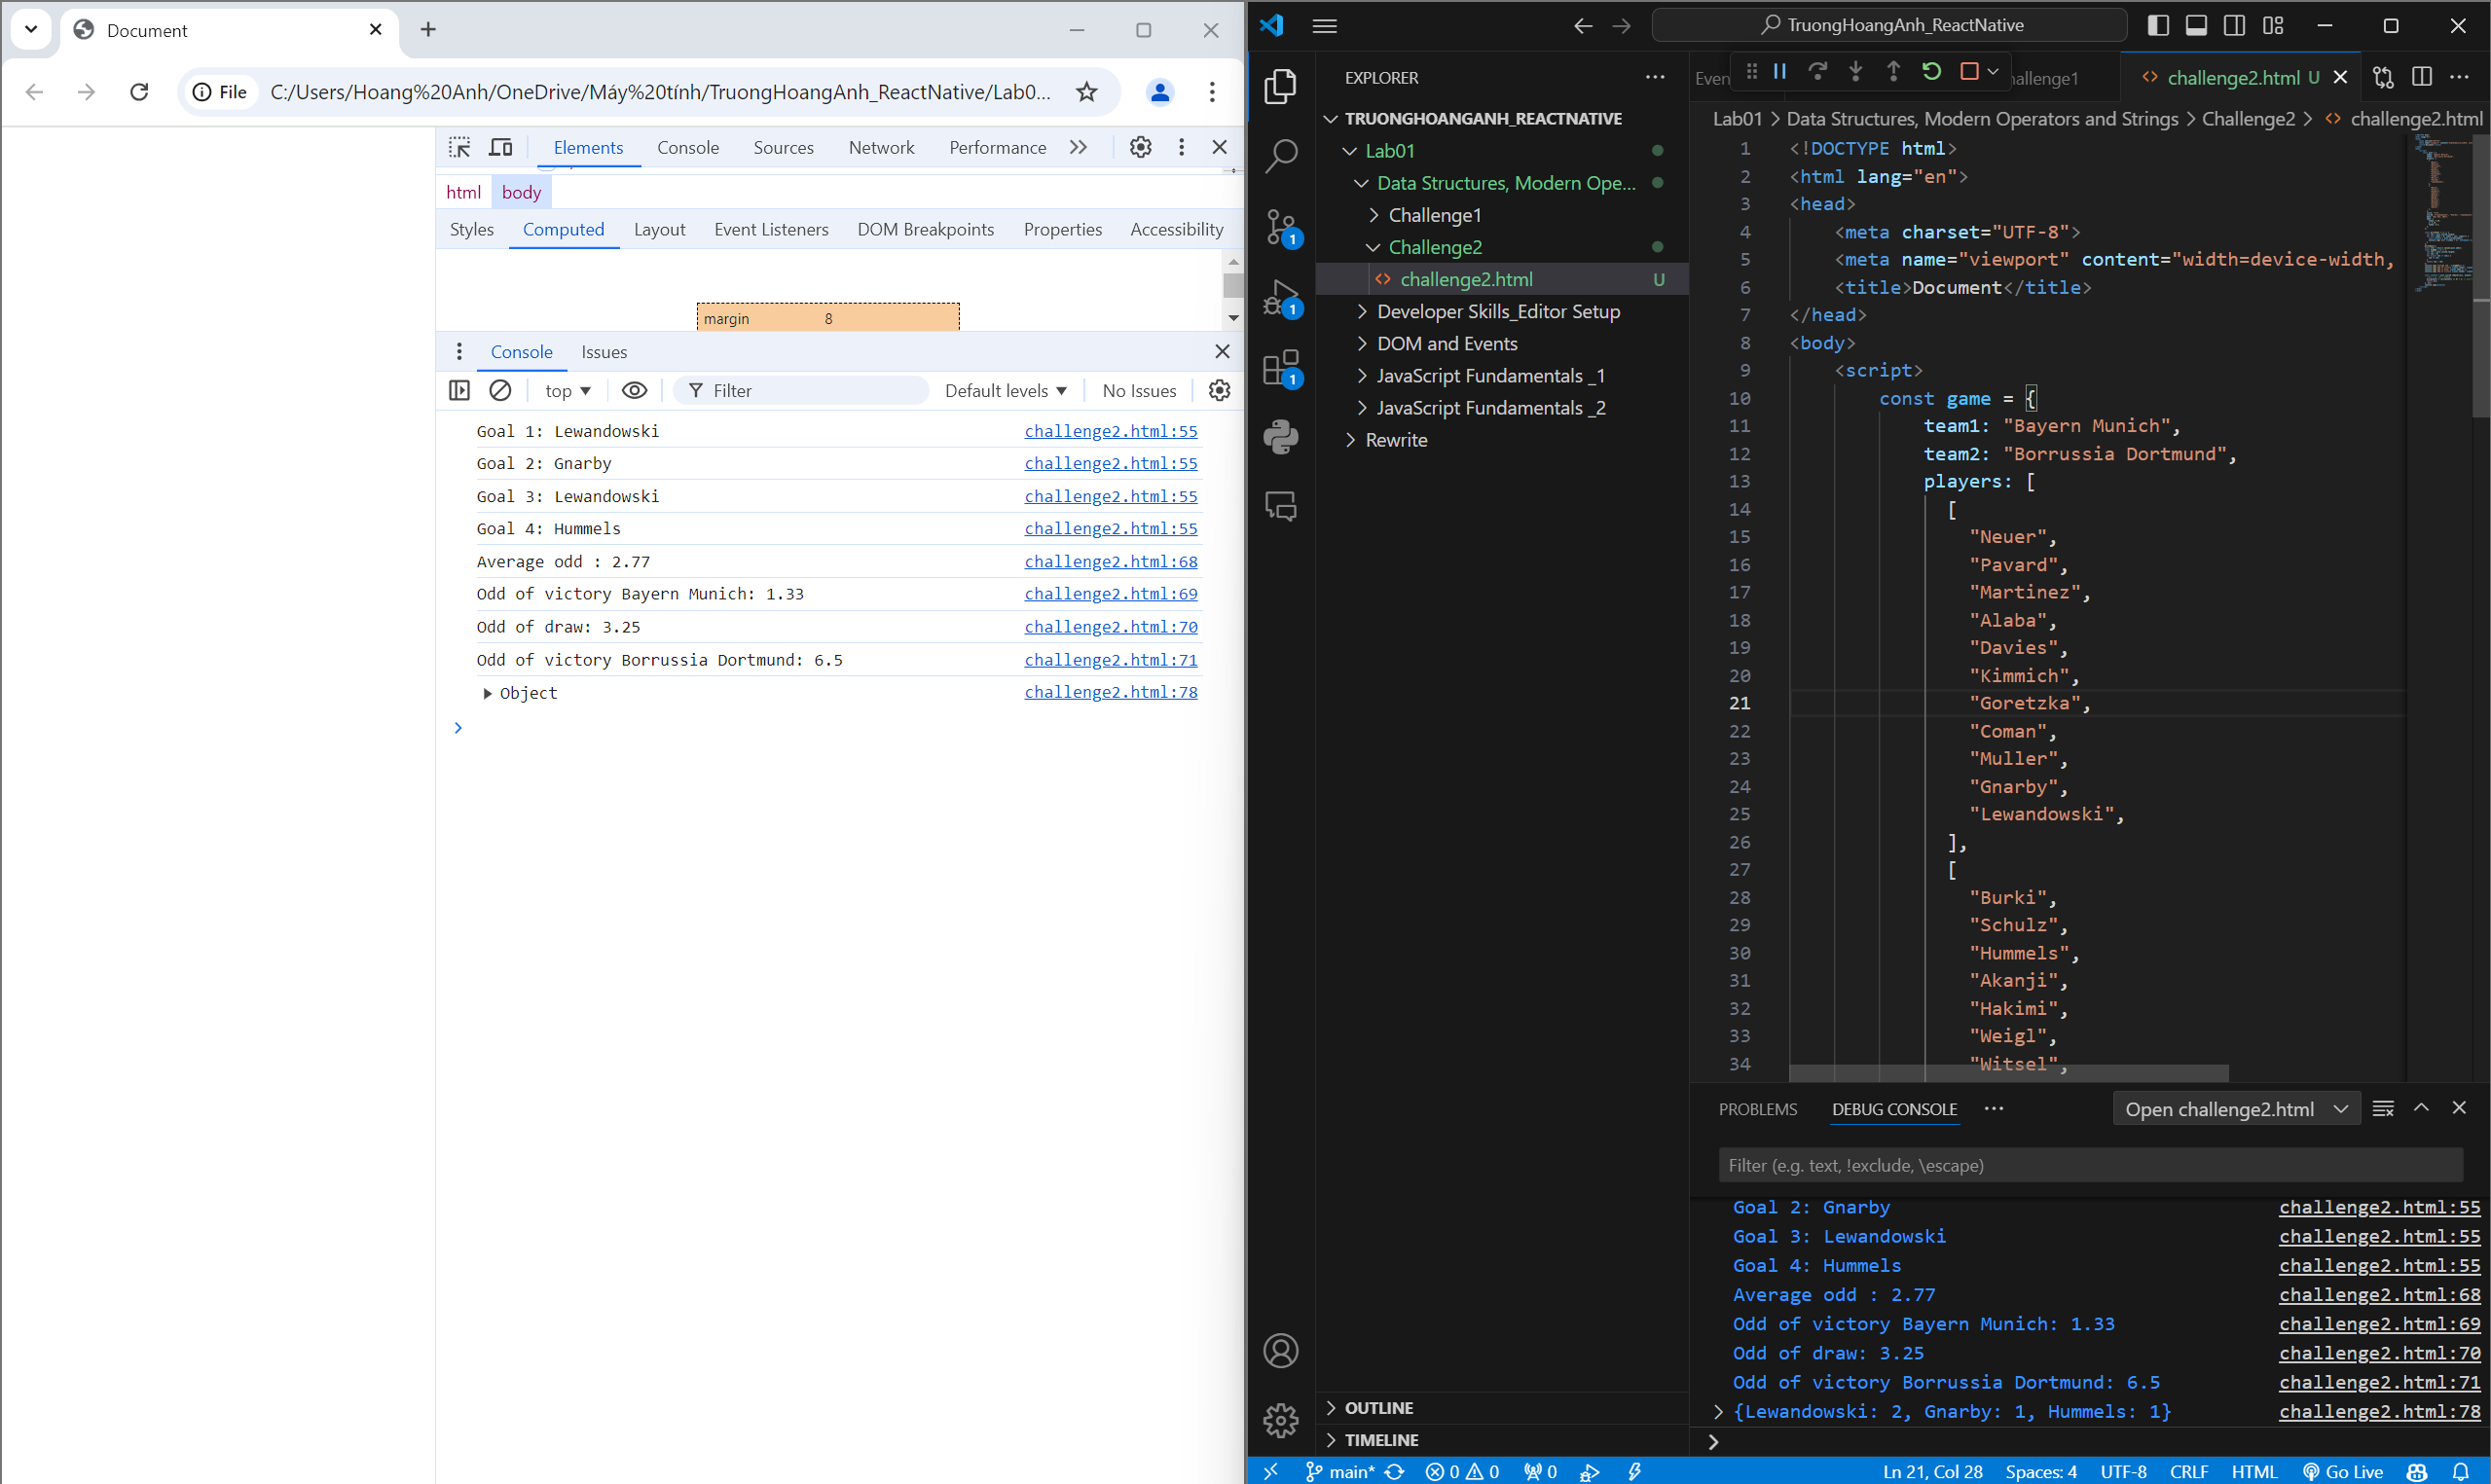 Document
File C:/Users/Hoang%20Anh/OneDrive/Máy%20tính/TruongHoangAnh_ReactNative/Lab0...
Elements Console Sources Network Performance
html body
Styles Computed Layout Event Listeners DOM Breakpoints Properties Accessibility
margin 8
Console Issues
top Filter Default levels No Issues
Goal 1: Lewandowski challenge2.html:55
Goal 2: Gnarby challenge2.html:55
Goal 3: Lewandowski challenge2.html:55
Goal 4: Hummels challenge2.html:55
Average odd : 2.77 challenge2.html:68
Odd of victory Bayern Munich: 1.33 challenge2.html:69
Odd of draw: 3.25 challenge2.html:70
Odd of victory Borrussia Dortmund: 6.5 challenge2.html:71
Object challenge2.html:78
TruongHoangAnh_ReactNative
EXPLORER
TRUONGHOANGANH_REACTNATIVE
Lab01
Data Structures, Modern Ope...
Challenge1
Challenge2
challenge2.html U
Developer Skills_Editor Setup
DOM and Events
JavaScript Fundamentals _1
JavaScript Fundamentals _2
Rewrite
1
1
1
OUTLINE
TIMELINE
Even allenge1 challenge2.html U
Lab01 > Data Structures, Modern Operators and Strings > Challenge2 > challenge2.html
1 <!DOCTYPE html>
2 <html lang="en">
3 <head>
4 <meta charset="UTF-8">
5 <meta name="viewport" content="width=device-width,
6 <title>Document</title>
7 </head>
8 <body>
9 <script>
10 const game = {
11 team1: "Bayern Munich",
12 team2: "Borrussia Dortmund",
13 players: [
14 [
15 "Neuer",
16 "Pavard",
17 "Martinez",
18 "Alaba",
19 "Davies",
20 "Kimmich",
21 "Goretzka",
22 "Coman",
23 "Muller",
24 "Gnarby",
25 "Lewandowski",
26 ],
27 [
28 "Burki",
29 "Schulz",
30 "Hummels",
31 "Akanji",
32 "Hakimi",
33 "Weigl",
34 "Witsel",
PROBLEMS DEBUG CONSOLE Open challenge2.html
Filter (e.g. text, !exclude, \escape)
Goal 2: Gnarby challenge2.html:55
Goal 3: Lewandowski challenge2.html:55
Goal 4: Hummels challenge2.html:55
Average odd : 2.77 challenge2.html:68
Odd of victory Bayern Munich: 1.33 challenge2.html:69
Odd of draw: 3.25 challenge2.html:70
Odd of victory Borrussia Dortmund: 6.5 challenge2.html:71
{Lewandowski: 2, Gnarby: 1, Hummels: 1} challenge2.html:78
main* 0 0 0 Ln 21, Col 28 Spaces: 4 UTF-8 CRLF HTML Go Live